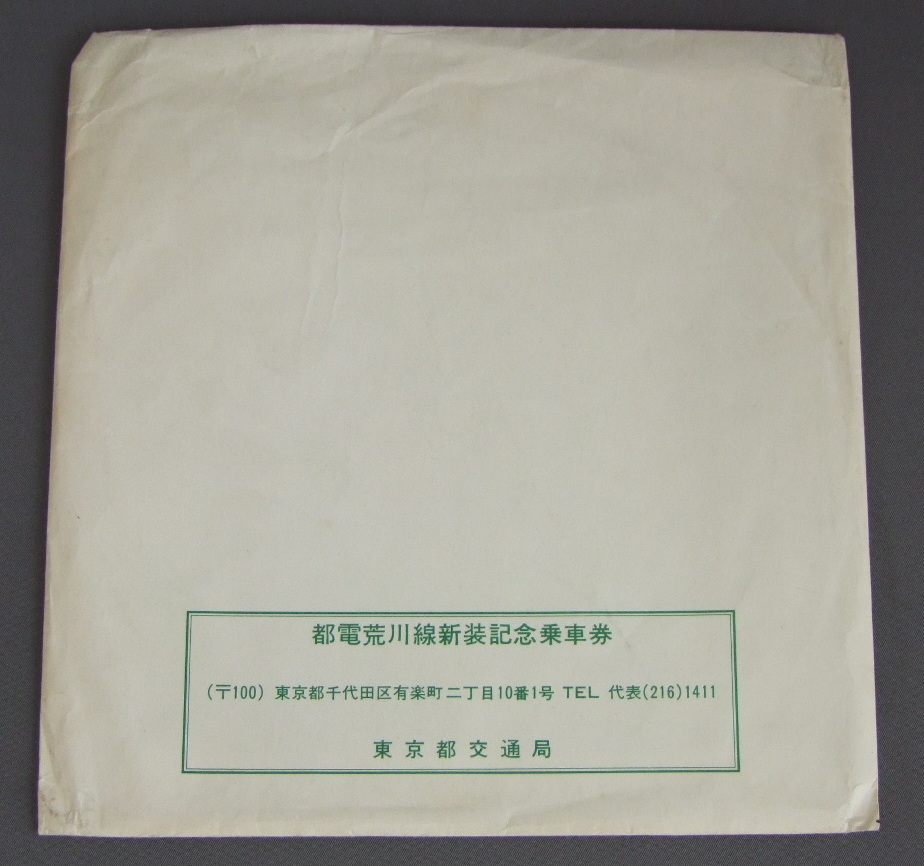 都電荒川線新装記念乗車券
(〒100) 東京都千代田区有楽町二丁目10番1号 TEL 代表(216)1411
東京都交通局